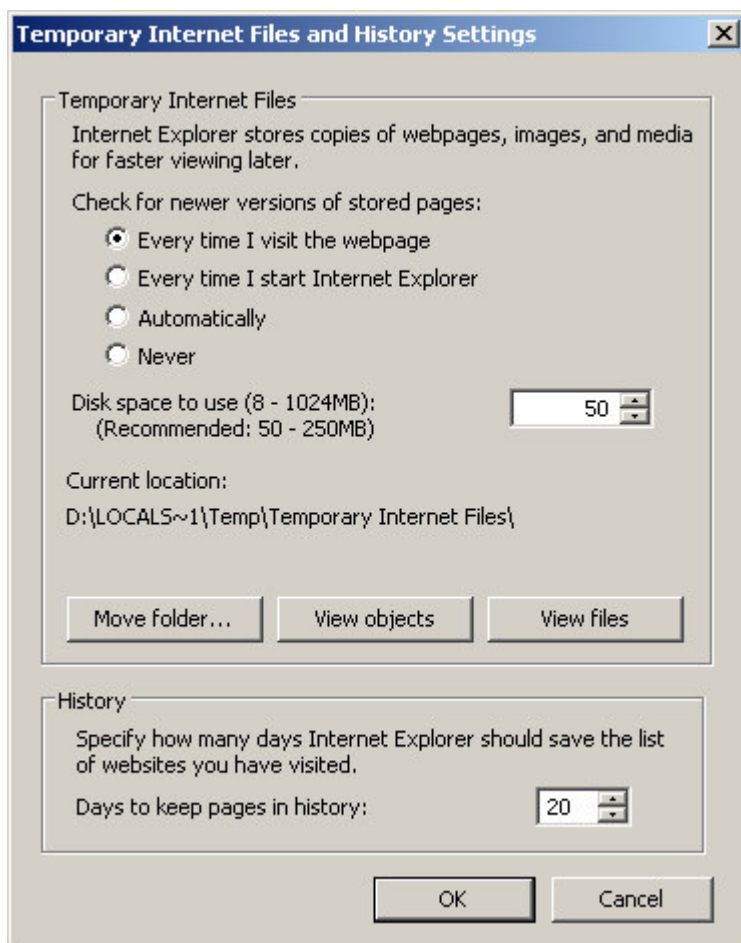 Temporary Internet Files and History Settings
Temporary Internet Files
Internet Explorer stores copies of webpages, images, and media
for faster viewing later.
Check for newer versions of stored pages:
Every time I visit the webpage
Every time I start Internet Explorer
Automatically
Never
Disk space to use (8 - 1024MB): 50
(Recommended: 50 - 250MB)
Current location:
D:\LOCALS~1\Temp\Temporary Internet Files\
Move folder... View objects View files
History
Specify how many days Internet Explorer should save the list
of websites you have visited.
Days to keep pages in history: 20
OK Cancel